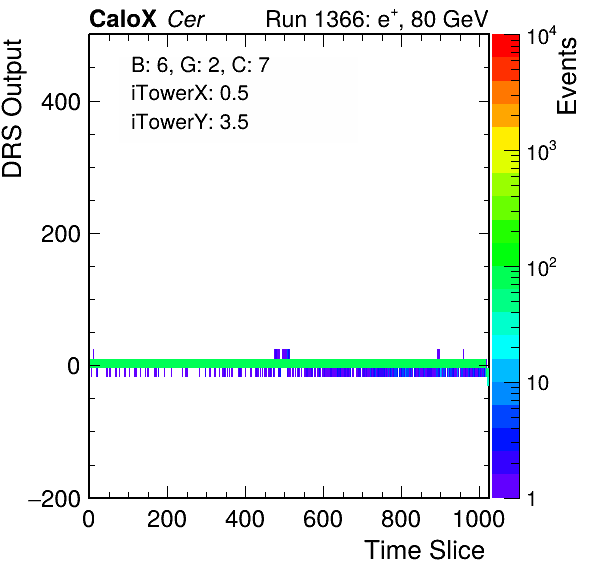 CaloX Cer
Run 1366: e+, 80 GeV
B: 6, G: 2, C: 7
iTowerX: 0.5
iTowerY: 3.5
DRS Output
400
200
0
−200
0 200 400 600 800 1000
Time Slice
Events
10^4
10^3
10^2
10
1